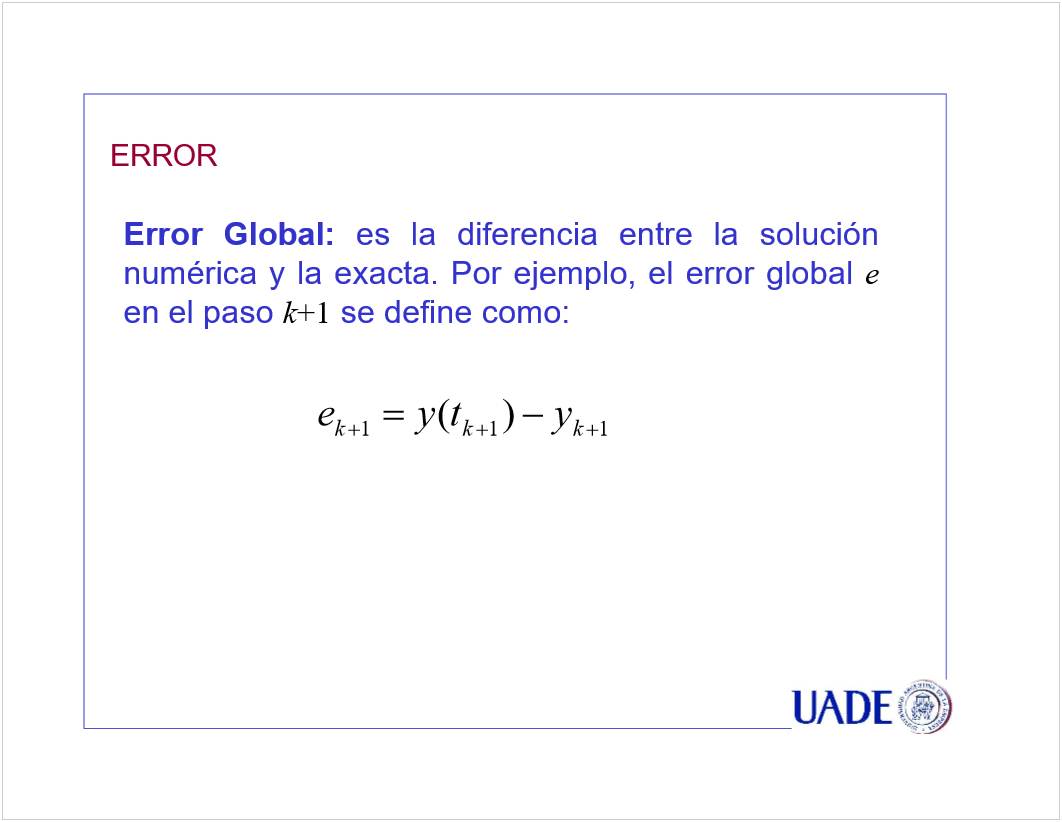 ERROR
Error Global: es la diferencia entre la solución
numérica y la exacta. Por ejemplo, el error global e
en el paso k+1 se define como:
e_{k+1} = y(t_{k+1}) − y_{k+1}
UADE